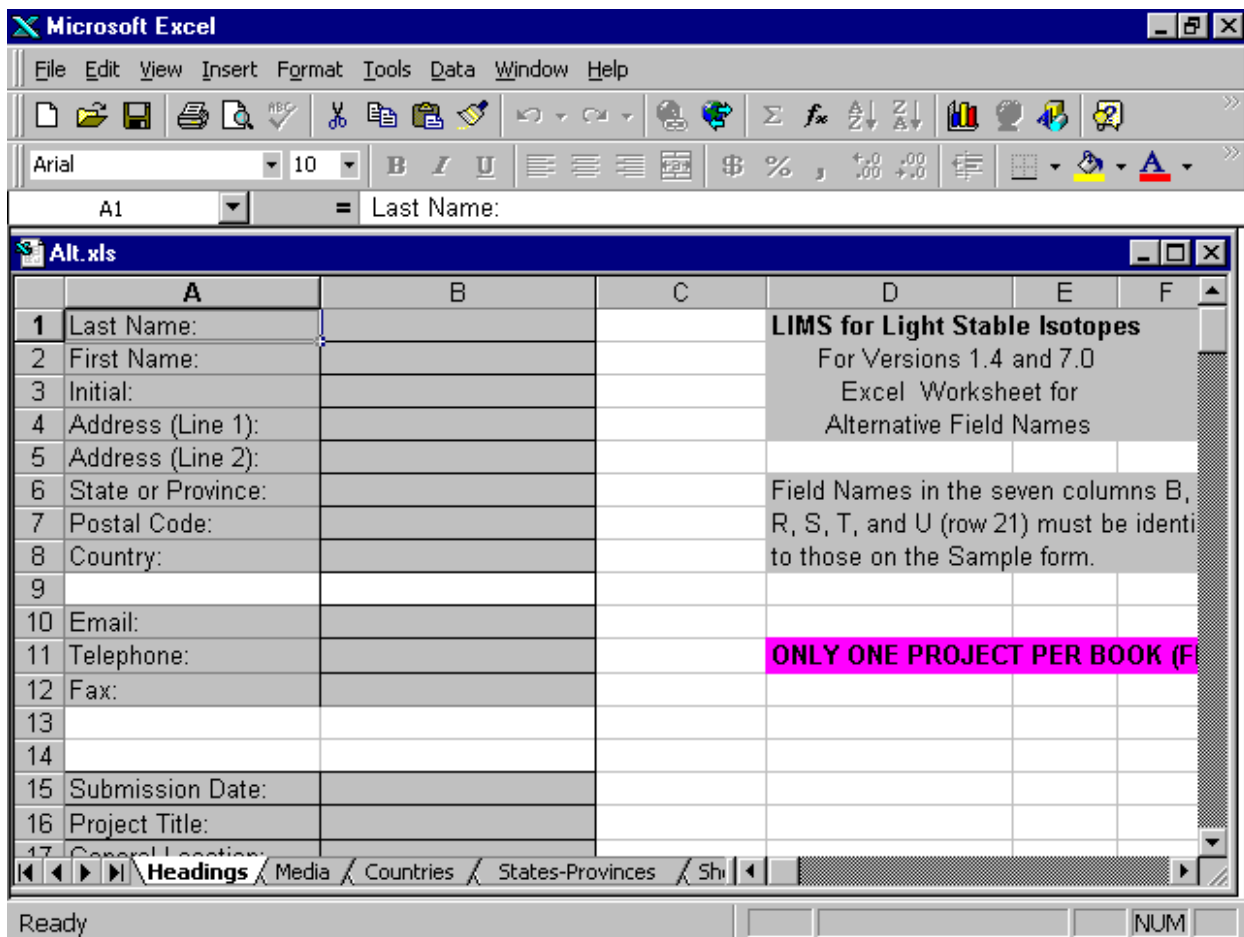 Microsoft Excel
File Edit View Insert Format Tools Data Window Help
Arial 10 B I U $ % ,
A1 = Last Name:
Alt.xls
A B C D E F
1 Last Name: LIMS for Light Stable Isotopes
2 First Name: For Versions 1.4 and 7.0
3 Initial: Excel Worksheet for
4 Address (Line 1): Alternative Field Names
5 Address (Line 2):
6 State or Province: Field Names in the seven columns B,
7 Postal Code: R, S, T, and U (row 21) must be identi
8 Country: to those on the Sample form.
9
10 Email:
11 Telephone: ONLY ONE PROJECT PER BOOK (FI
12 Fax:
13
14
15 Submission Date:
16 Project Title:
17 General Location:
Headings Media Countries States-Provinces Sh
Ready NUM